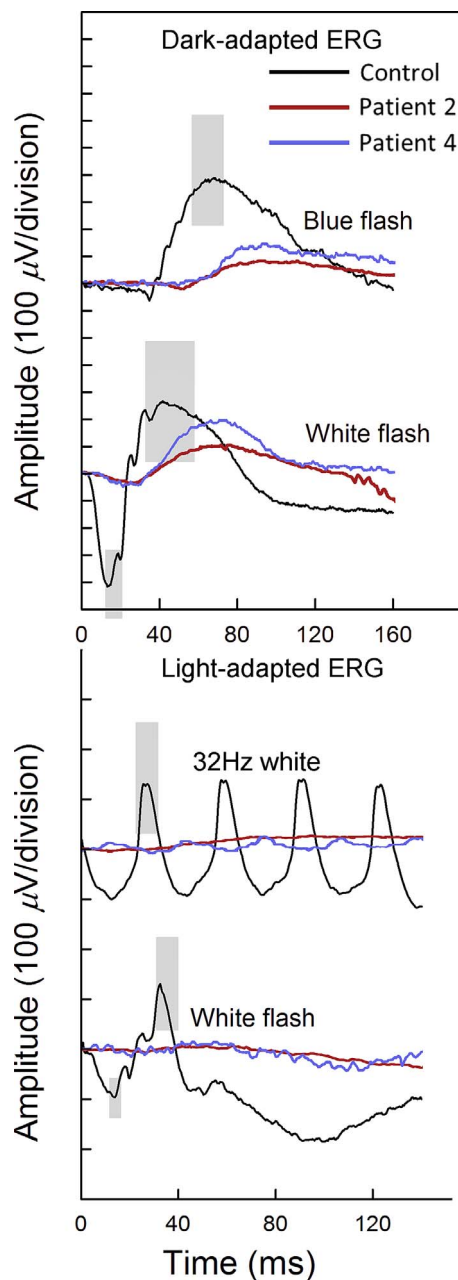 Dark-adapted ERG
Control
Patient 2
Patient 4
Blue flash
White flash
Amplitude (100 μV/division)
0 40 80 120 160
Light-adapted ERG
32Hz white
White flash
Amplitude (100 μV/division)
0 40 80 120
Time (ms)